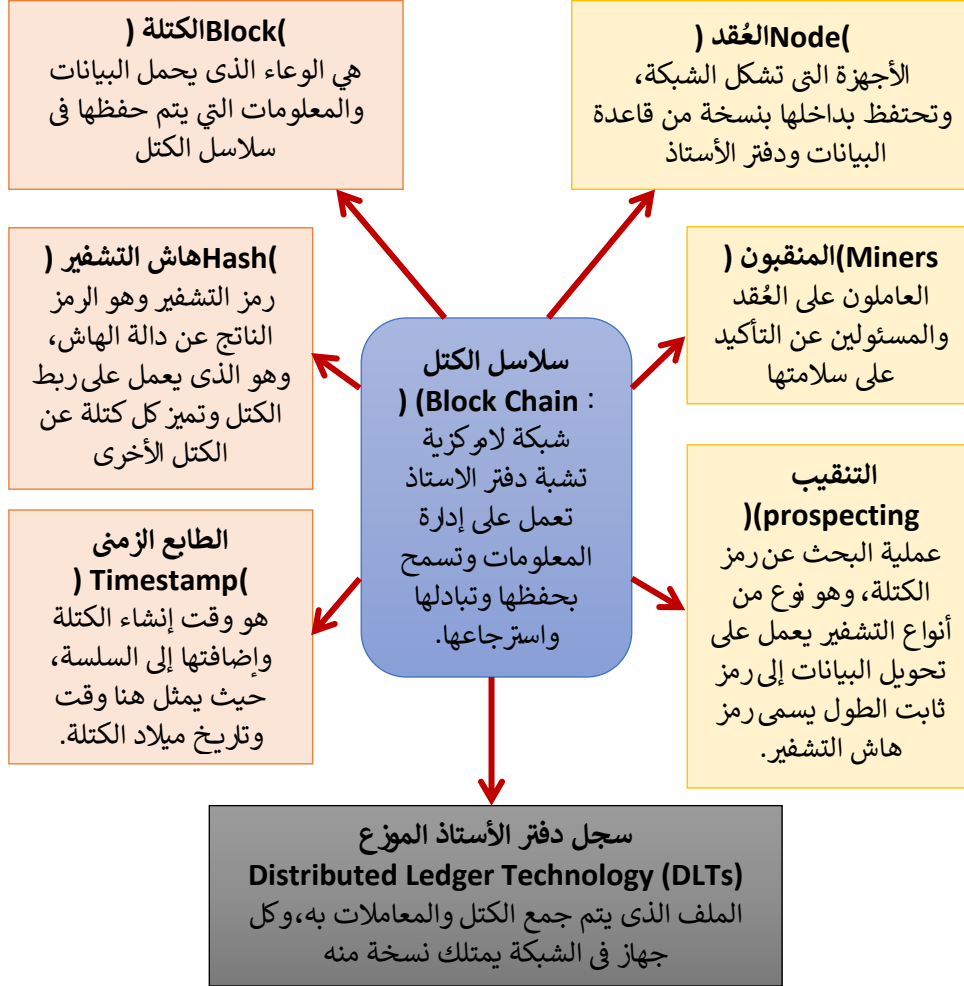 العُقد (Node)
الأجهزة التى تشكل الشبكة،
وتحتفظ بداخلها بنسخة من قاعدة
البيانات ودفتر الأستاذ
الكتلة (Block)
هي الوعاء الذى يحمل البيانات
والمعلومات التي يتم حفظها فى
سلاسل الكتل
المنقبون (Miners)
العاملون على العُقد
والمسئولين عن التأكيد
على سلامتها
هاش التشفير (Hash)
رمز التشفير وهو الرمز
الناتج عن دالة الهاش،
وهو الذى يعمل على ربط
الكتل وتميز كل كتلة عن
الكتل الأخرى
سلاسل الكتل
(Block Chain) :
شبكة لامركزية
تشبة دفتر الاستاذ
تعمل على إدارة
المعلومات وتسمح
بحفظها وتبادلها
واسترجاعها.
التنقيب
(prospecting)
عملية البحث عن رمز
الكتلة، وهو نوع من
أنواع التشفير يعمل على
تحويل البيانات إلى رمز
ثابت الطول يسمى رمز
هاش التشفير.
الطابع الزمنى
(Timestamp)
هو وقت إنشاء الكتلة
وإضافتها إلى السلسة،
حيث يمثل هنا وقت
وتاريخ ميلاد الكتلة.
سجل دفتر الأستاذ الموزع
Distributed Ledger Technology (DLTs)
الملف الذى يتم جمع الكتل والمعاملات به،وكل
جهاز فى الشبكة يمتلك نسخة منه